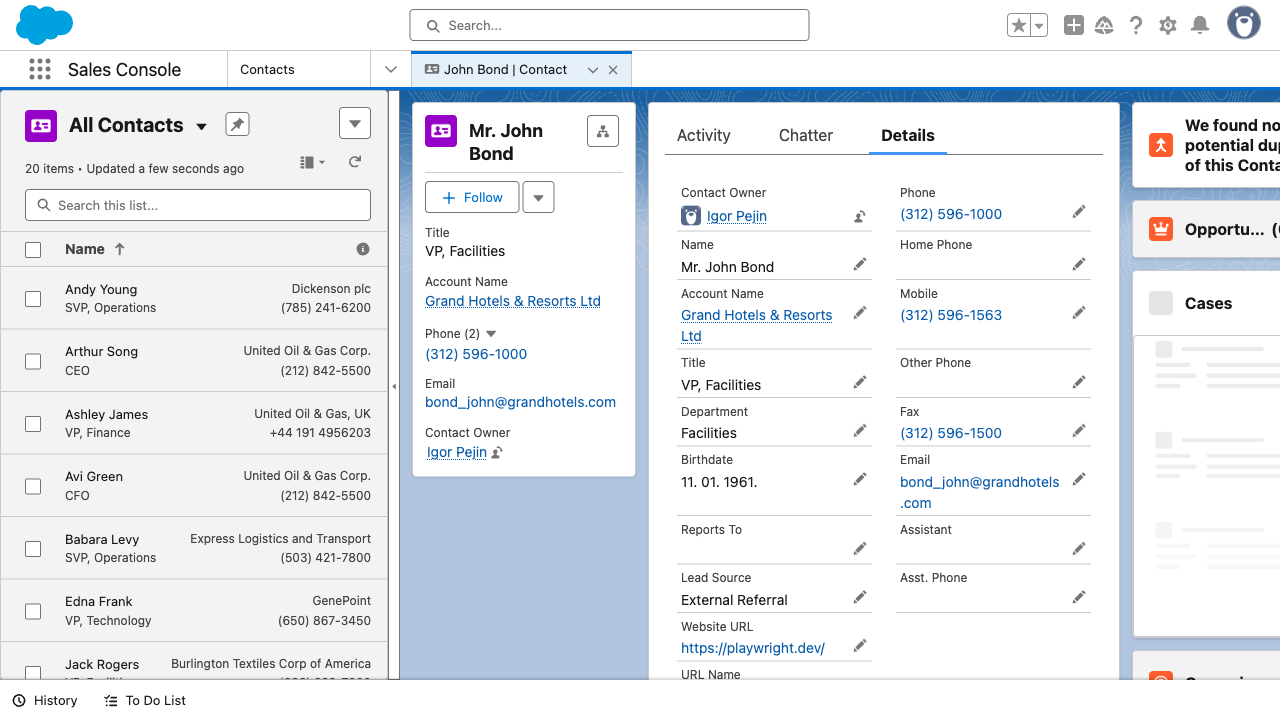 Search...
Sales Console
Contacts
John Bond | Contact
All Contacts
20 items • Updated a few seconds ago
Search this list...
Name
Andy Young
Dickenson plc
SVP, Operations
(785) 241-6200
Arthur Song
United Oil & Gas Corp.
CEO
(212) 842-5500
Ashley James
United Oil & Gas, UK
VP, Finance
+44 191 4956203
Avi Green
United Oil & Gas Corp.
CFO
(212) 842-5500
Babara Levy
Express Logistics and Transport
SVP, Operations
(503) 421-7800
Edna Frank
GenePoint
VP, Technology
(650) 867-3450
Jack Rogers
Burlington Textiles Corp of America
Mr. John
Bond
Follow
Title
VP, Facilities
Account Name
Grand Hotels & Resorts Ltd
Phone (2)
(312) 596-1000
Email
bond_john@grandhotels.com
Contact Owner
Igor Pejin
Activity
Chatter
Details
Contact Owner
Igor Pejin
Phone
(312) 596-1000
Name
Mr. John Bond
Home Phone
Account Name
Grand Hotels & Resorts
Ltd
Mobile
(312) 596-1563
Title
VP, Facilities
Other Phone
Department
Facilities
Fax
(312) 596-1500
Birthdate
11. 01. 1961.
Email
bond_john@grandhotels
.com
Reports To
Assistant
Lead Source
External Referral
Asst. Phone
Website URL
https://playwright.dev/
URL Name
We found no
potential dup
of this Conta
Opportu... (
Cases
History
To Do List